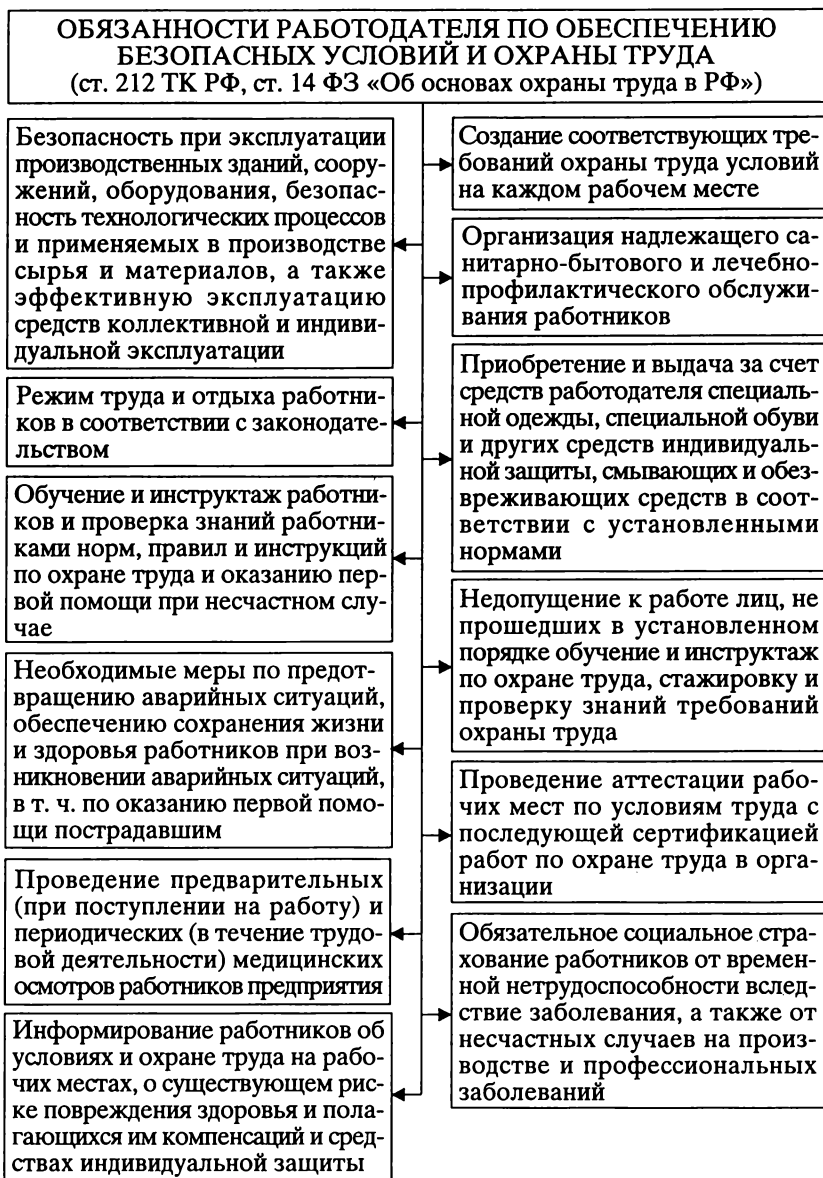 ОБЯЗАННОСТИ РАБОТОДАТЕЛЯ ПО ОБЕСПЕЧЕНИЮ
БЕЗОПАСНЫХ УСЛОВИЙ И ОХРАНЫ ТРУДА
(ст. 212 ТК РФ, ст. 14 ФЗ «Об основах охраны труда в РФ»)
Безопасность при эксплуатации
производственных зданий, соору-
жений, оборудования, безопас-
ность технологических процессов
и применяемых в производстве
сырья и материалов, а также
эффективную эксплуатацию
средств коллективной и индиви-
дуальной эксплуатации
Режим труда и отдыха работни-
ков в соответствии с законодате-
льством
Обучение и инструктаж работни-
ков и проверка знаний работни-
ками норм, правил и инструкций
по охране труда и оказанию пер-
вой помощи при несчастном слу-
чае
Необходимые меры по предот-
вращению аварийных ситуаций,
обеспечению сохранения жизни
и здоровья работников при воз-
никновении аварийных ситуаций,
в т. ч. по оказанию первой помо-
щи пострадавшим
Проведение предварительных
(при поступлении на работу) и
периодических (в течение трудо-
вой деятельности) медицинских
осмотров работников предприятия
Информирование работников об
условиях и охране труда на рабо-
чих местах, о существующем рис-
ке повреждения здоровья и пола-
гающихся им компенсаций и сред-
ствах индивидуальной защиты
Создание соответствующих тре-
бований охраны труда условий
на каждом рабочем месте
Организация надлежащего са-
нитарно-бытового и лечебно-
профилактического обслужи-
вания работников
Приобретение и выдача за счет
средств работодателя специаль-
ной одежды, специальной обуви
и других средств индивидуаль-
ной защиты, смывающих и обез-
вреживающих средств в соот-
ветствии с установленными
нормами
Недопущение к работе лиц, не
прошедших в установленном
порядке обучение и инструктаж
по охране труда, стажировку и
проверку знаний требований
охраны труда
Проведение аттестации рабо-
чих мест по условиям труда с
последующей сертификацией
работ по охране труда в орга-
низации
Обязательное социальное стра-
хование работников от времен-
ной нетрудоспособности вслед-
ствие заболевания, а также от
несчастных случаев на произ-
водстве и профессиональных
заболеваний